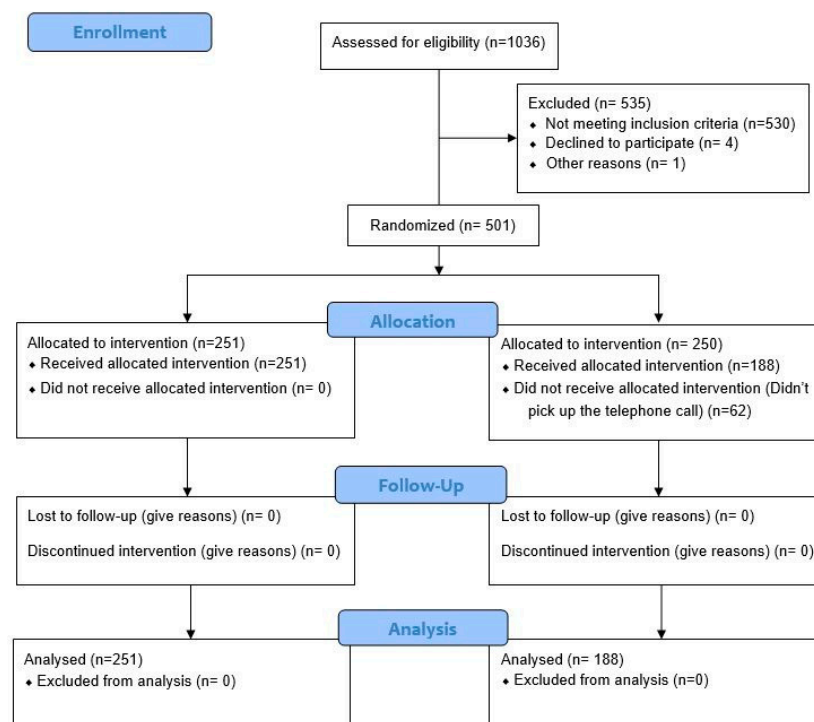 Enrollment
Assessed for eligibility (n=1036)
Excluded (n= 535)
♦ Not meeting inclusion criteria (n=530)
♦ Declined to participate (n= 4)
♦ Other reasons (n= 1)
Randomized (n= 501)
Allocation
Allocated to intervention (n=251)
♦ Received allocated intervention (n=251)
♦ Did not receive allocated intervention (n= 0)
Allocated to intervention (n= 250)
♦ Received allocated intervention (n=188)
♦ Did not receive allocated intervention (Didn't
pick up the telephone call) (n=62)
Follow-Up
Lost to follow-up (give reasons) (n= 0)
Discontinued intervention (give reasons) (n= 0)
Lost to follow-up (give reasons) (n= 0)
Discontinued intervention (give reasons) (n= 0)
Analysis
Analysed (n=251)
♦ Excluded from analysis (n= 0)
Analysed (n= 188)
♦ Excluded from analysis (n=0)